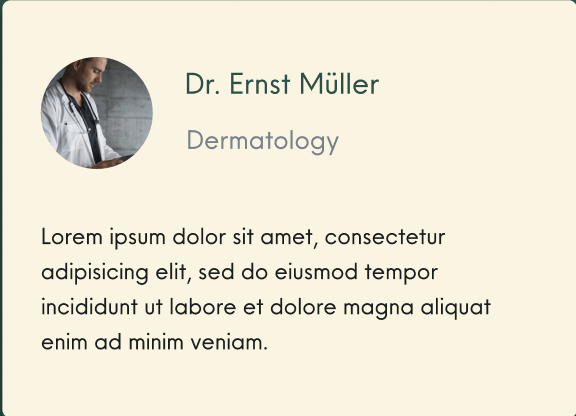 Dr. Ernst Müller
Dermatology
Lorem ipsum dolor sit amet, consectetur
adipisicing elit, sed do eiusmod tempor
incididunt ut labore et dolore magna aliquat
enim ad minim veniam.